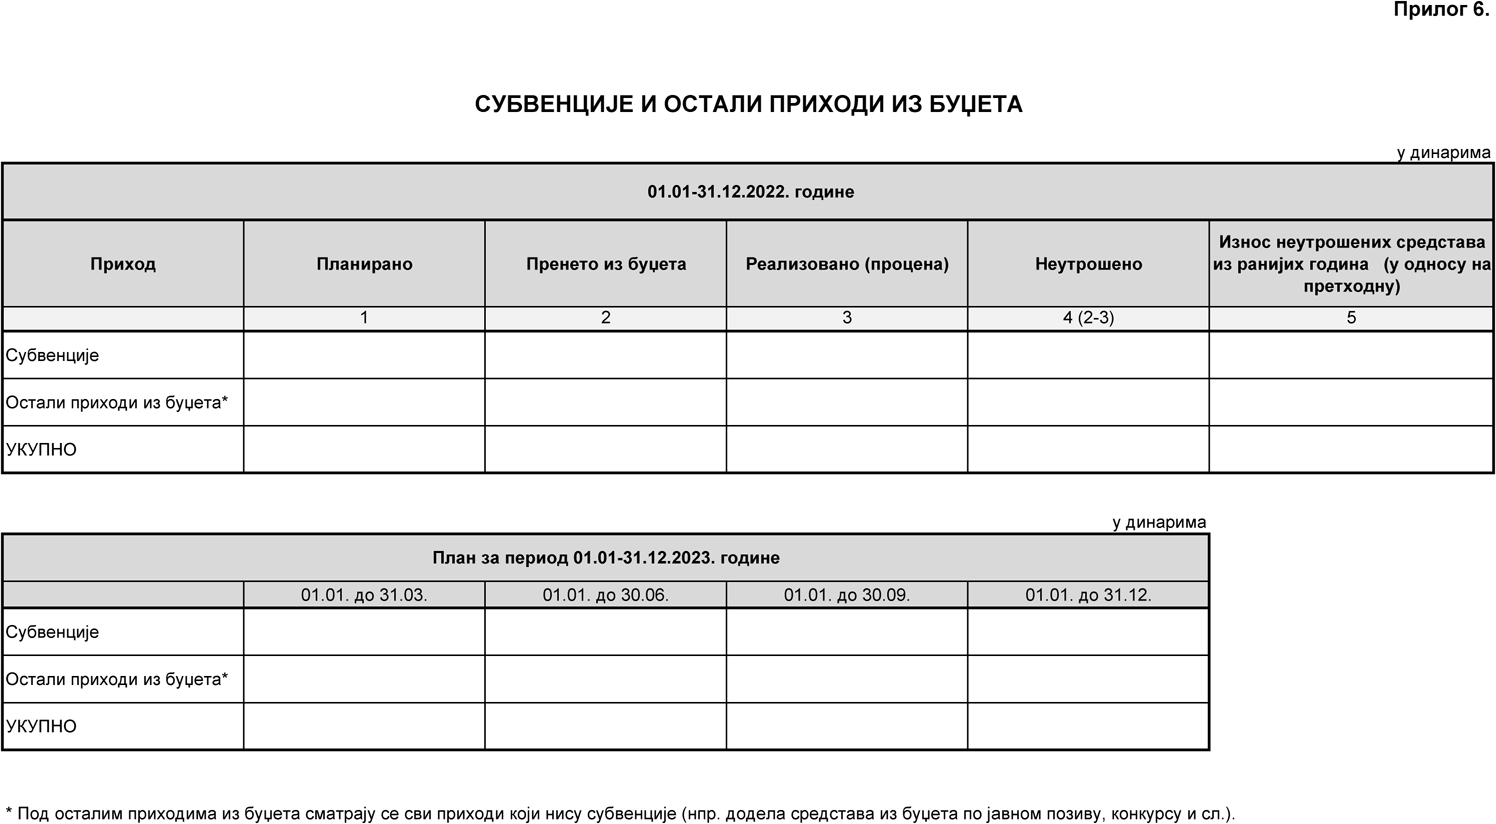 Прилог 6.
СУБВЕНЦИЈЕ И ОСТАЛИ ПРИХОДИ ИЗ БУЏЕТА
у динарима
01.01-31.12.2022. године
Приход Планирано Пренето из буџета Реализовано (процена) Неутрошено Износ неутрошених средстава
из ранијих година (у односу на
претходну)
1 2 3 4 (2-3) 5
Субвенције
Остали приходи из буџета*
УКУПНО
у динарима
План за период 01.01-31.12.2023. године
01.01. до 31.03. 01.01. до 30.06. 01.01. до 30.09. 01.01. до 31.12.
Субвенције
Остали приходи из буџета*
УКУПНО
* Под осталим приходима из буџета сматрају се сви приходи који нису субвенције (нпр. додела средстава из буџета по јавном позиву, конкурсу и сл.).